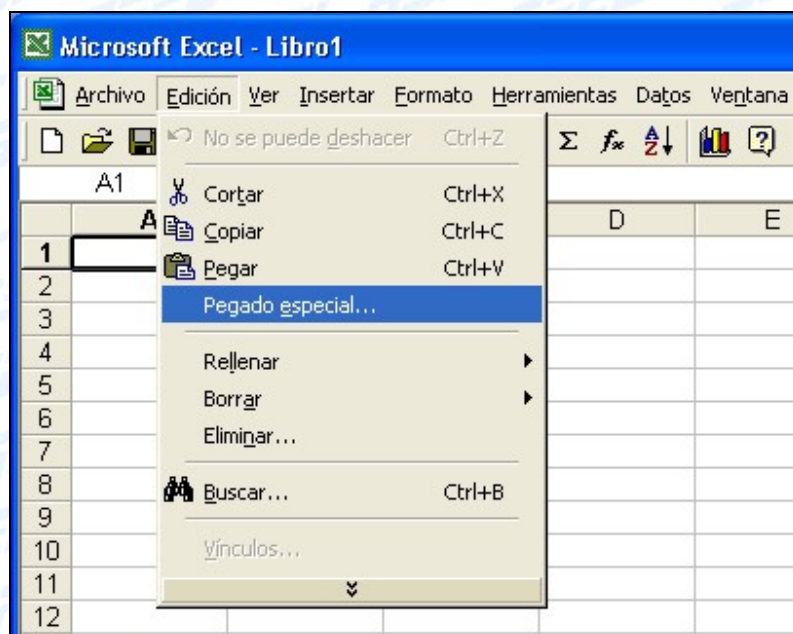 Microsoft Excel - Libro1
Archivo Edición Ver Insertar Formato Herramientas Datos Ventana
No se puede deshacer Ctrl+Z
Σ fx A Z ?
A1
Cortar Ctrl+X
A D E
Copiar Ctrl+C
1
Pegar Ctrl+V
2
Pegado especial...
3
4
Rellenar
5
Borrar
6
Eliminar...
7
8
Buscar... Ctrl+B
9
10
Vínculos...
11
12